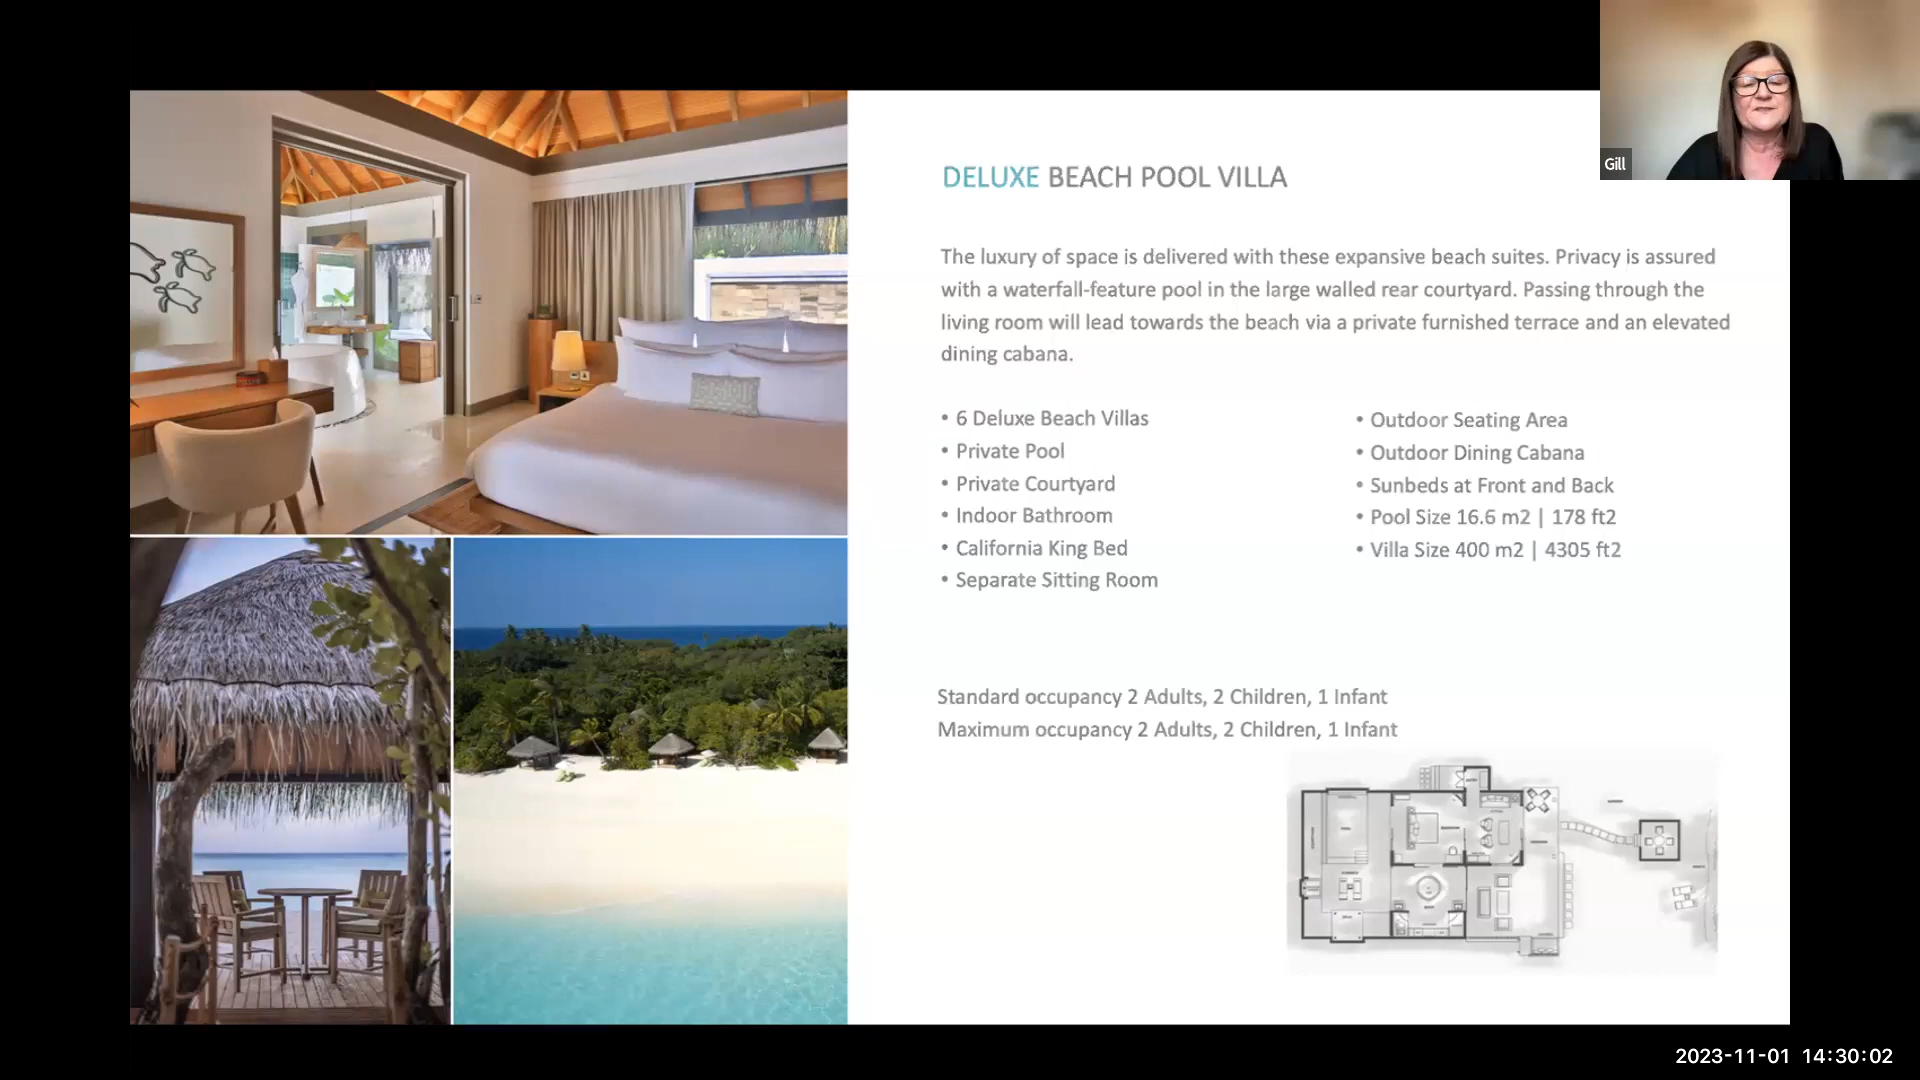 Gill
DELUXE BEACH POOL VILLA
The luxury of space is delivered with these expansive beach suites. Privacy is assured
with a waterfall-feature pool in the large walled rear courtyard. Passing through the
living room will lead towards the beach via a private furnished terrace and an elevated
dining cabana.
• 6 Deluxe Beach Villas
• Private Pool
• Private Courtyard
• Indoor Bathroom
• California King Bed
• Separate Sitting Room
• Outdoor Seating Area
• Outdoor Dining Cabana
• Sunbeds at Front and Back
• Pool Size 16.6 m2 | 178 ft2
• Villa Size 400 m2 | 4305 ft2
Standard occupancy 2 Adults, 2 Children, 1 Infant
Maximum occupancy 2 Adults, 2 Children, 1 Infant
2023-11-01 14:30:02